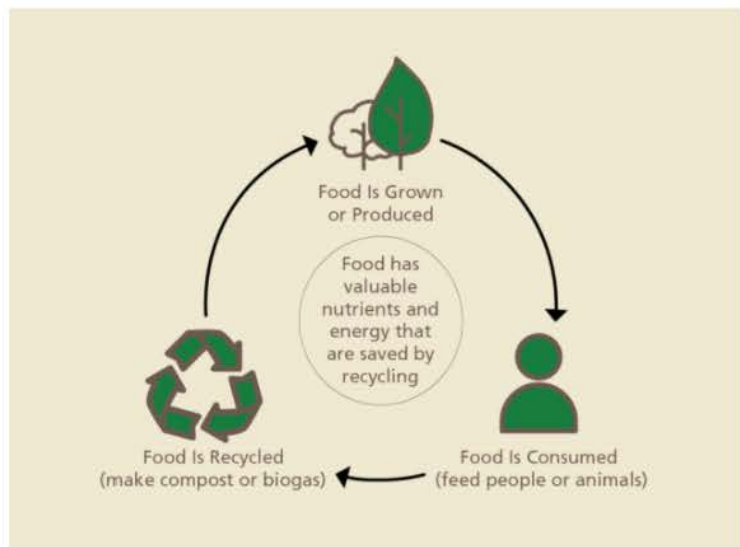 Food Is Grown
or Produced
Food has
valuable
nutrients and
energy that
are saved by
recycling
Food Is Recycled
(make compost or biogas)
Food Is Consumed
(feed people or animals)